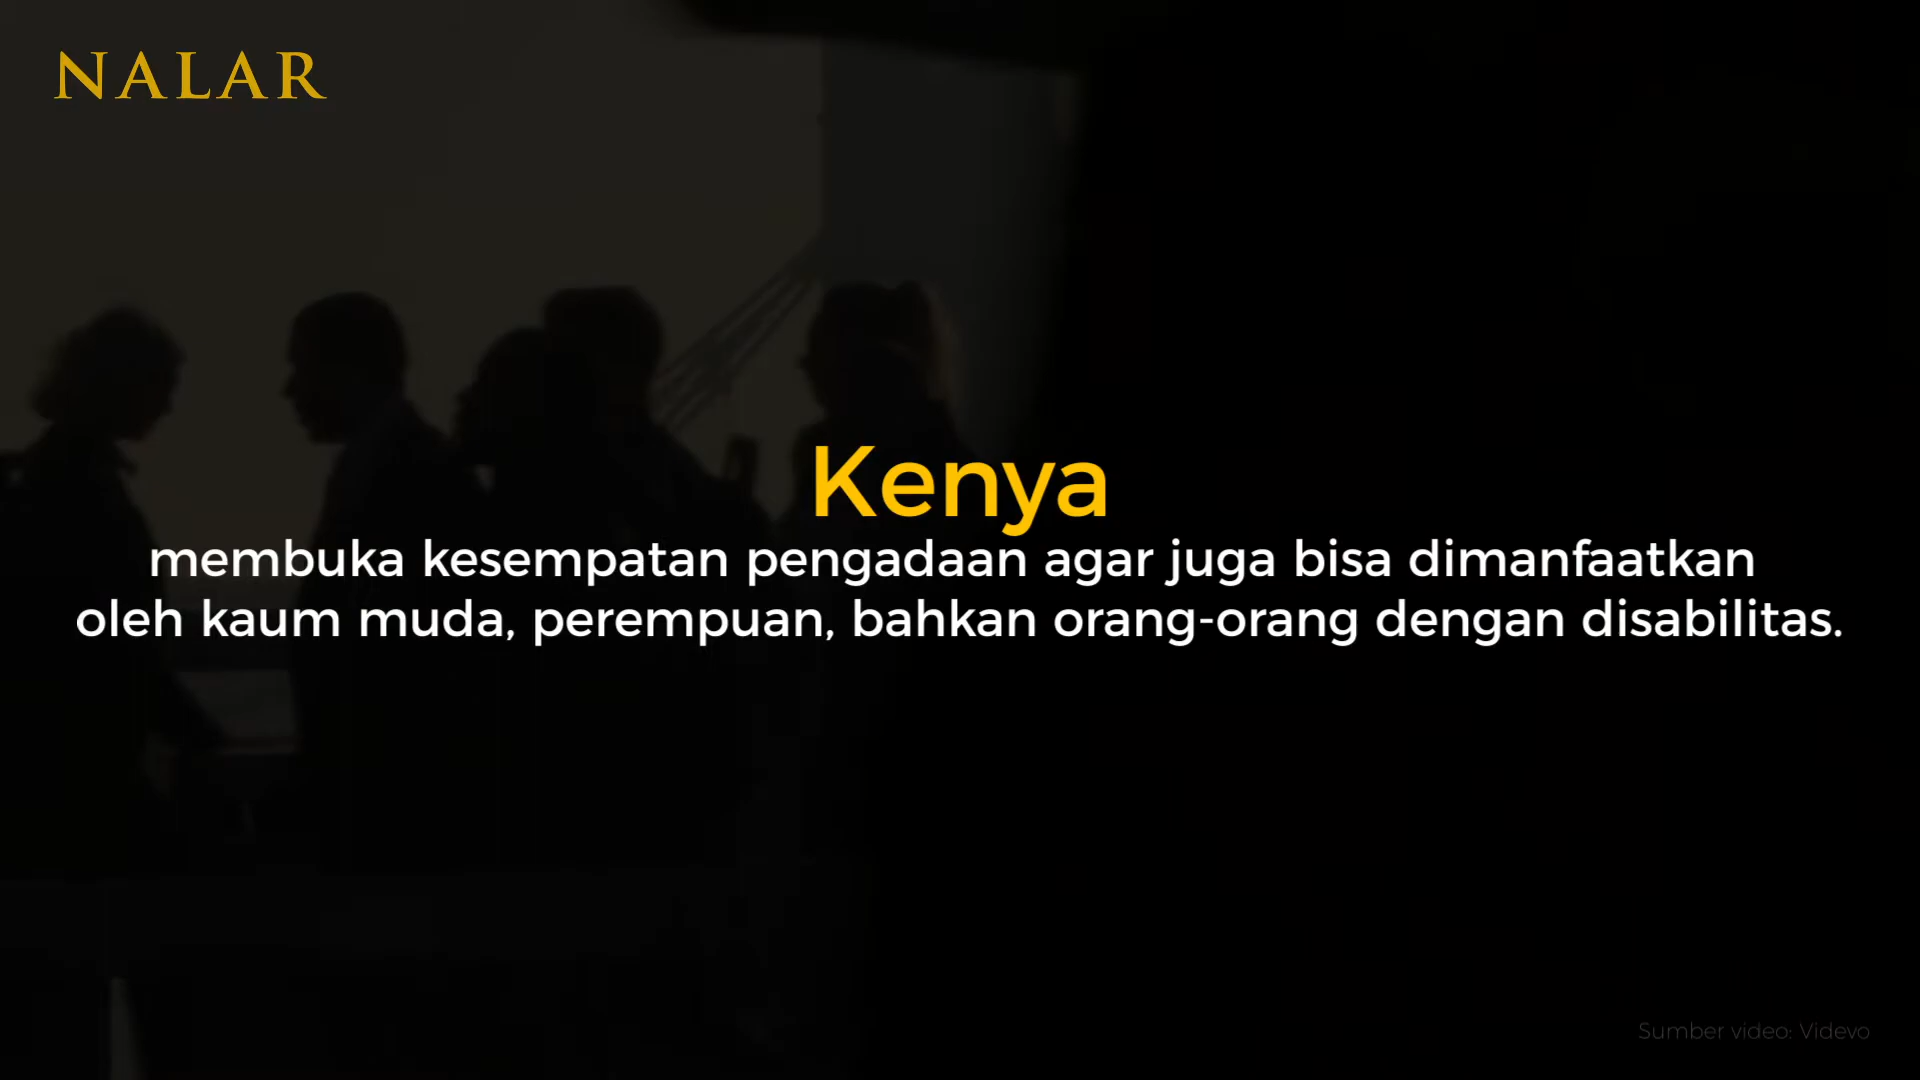 NALAR
Kenya
membuka kesempatan pengadaan agar juga bisa dimanfaatkan
oleh kaum muda, perempuan, bahkan orang-orang dengan disabilitas.
Sumber video: Videvo